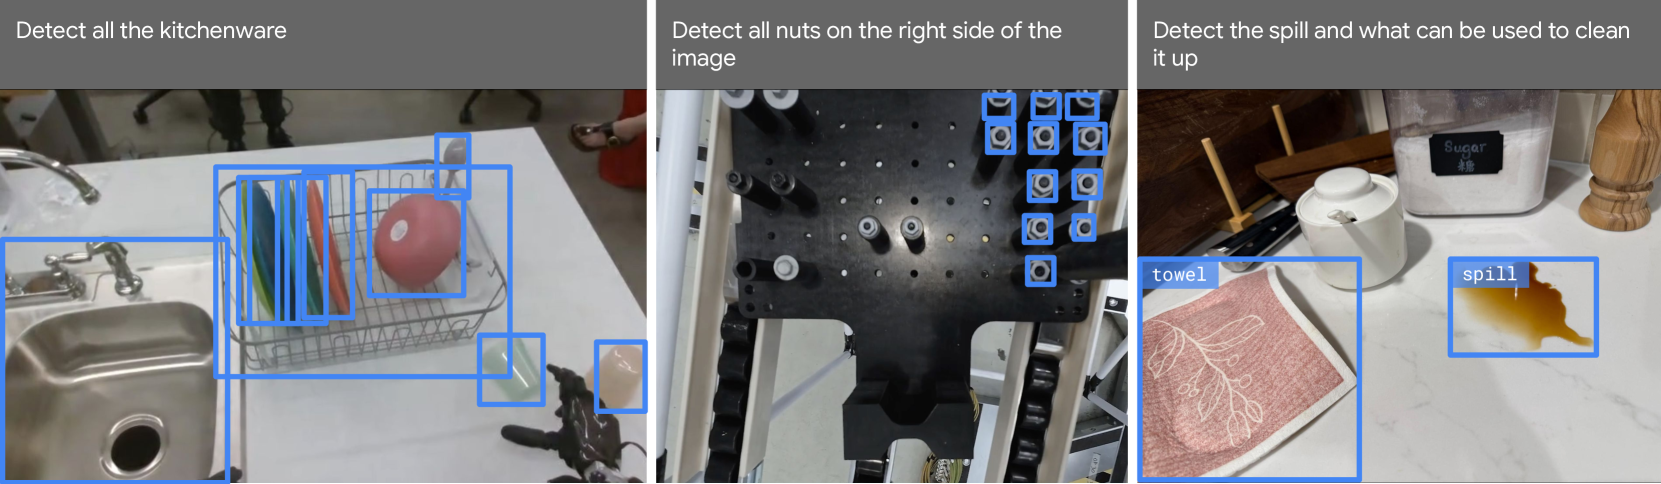 Detect all the kitchenware
Detect all nuts on the right side of the
image
Detect the spill and what can be used to clean
it up
Sugar
糖
towel
spill